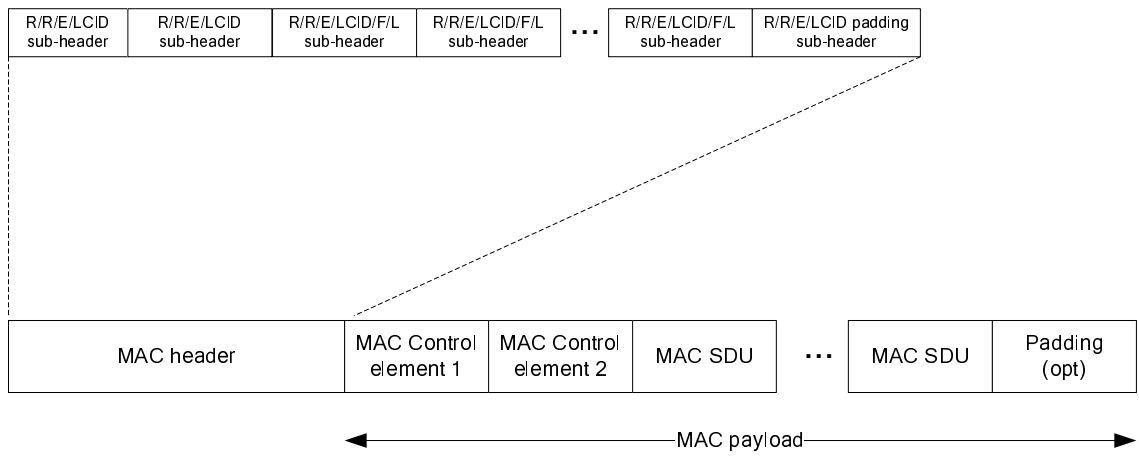 R/R/E/LCID R/R/E/LCID R/R/E/LCID/F/L R/R/E/LCID/F/L ... R/R/E/LCID/F/L R/R/E/LCID padding
sub-header sub-header sub-header sub-header sub-header sub-header
MAC header MAC Control element 1 MAC Control element 2 MAC SDU ... MAC SDU Padding (opt)
MAC payload